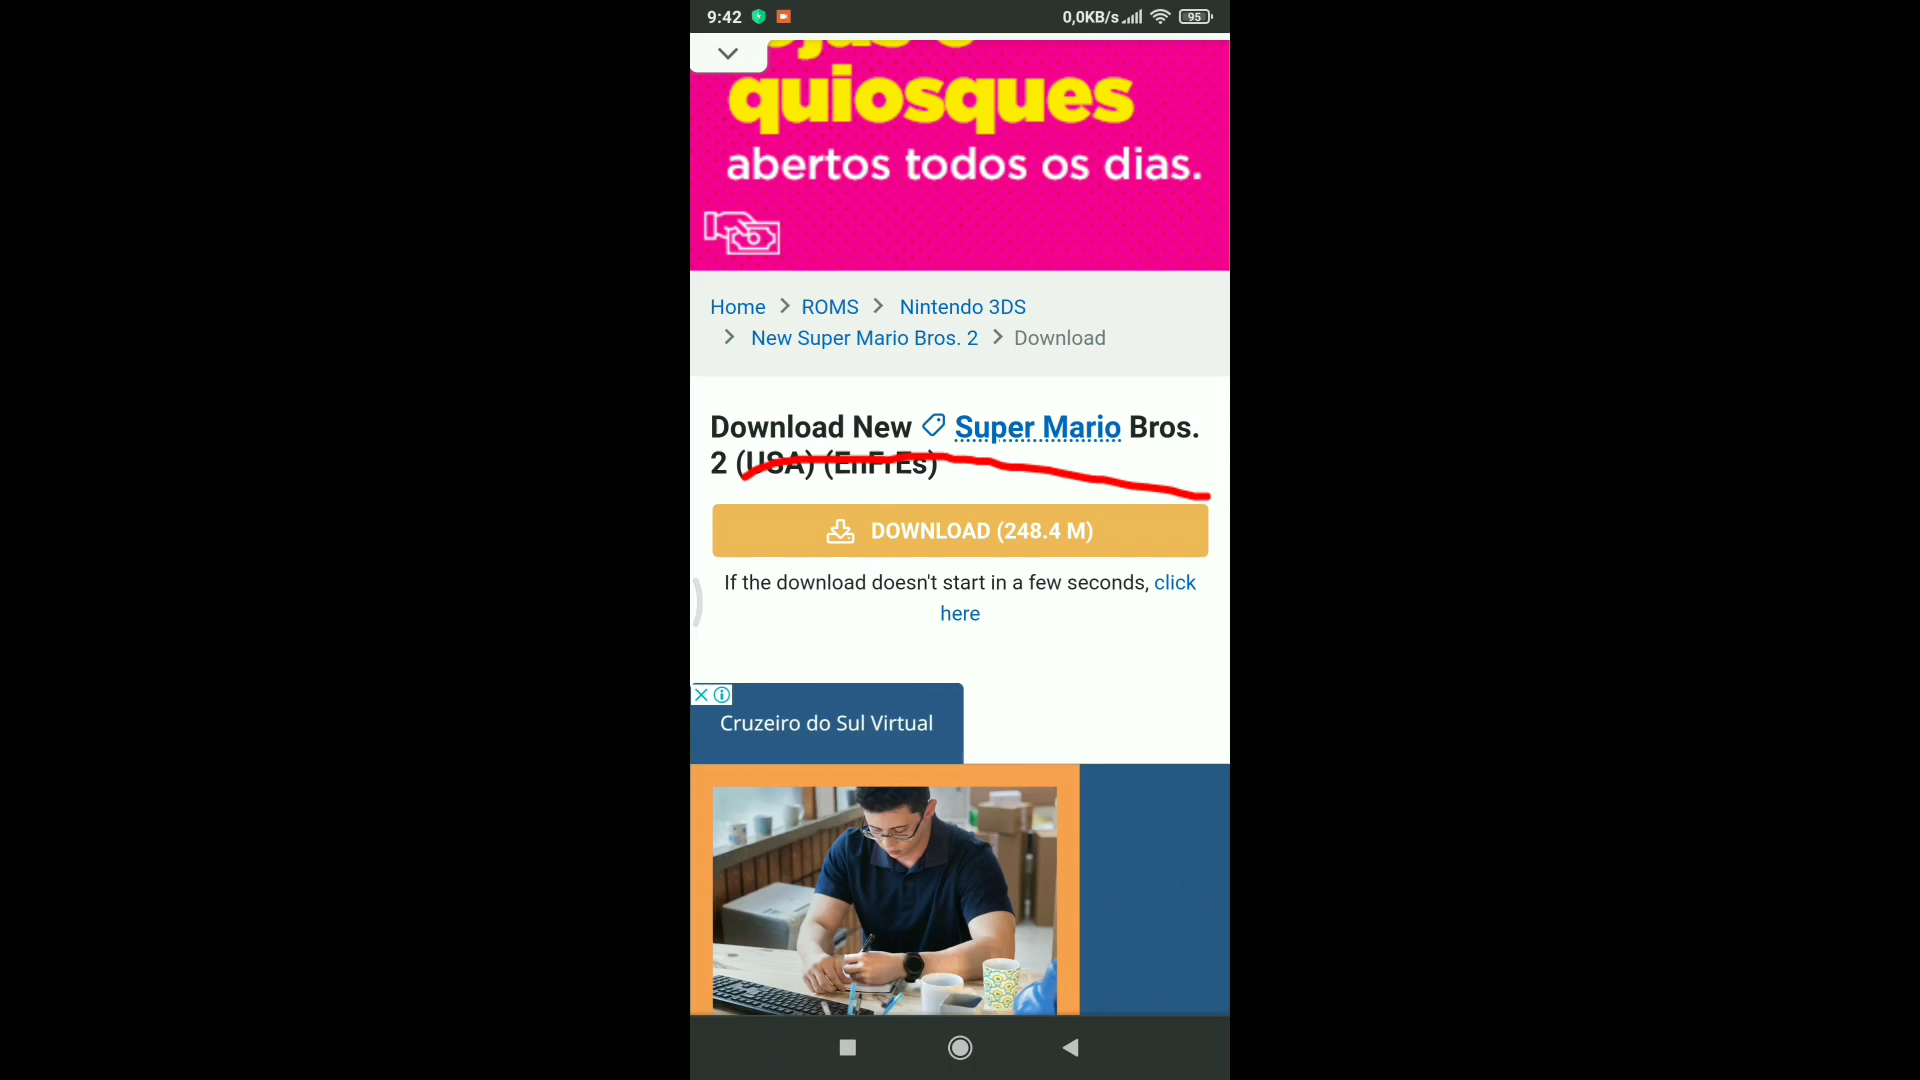 9:42
0,0KB/s
95
quiosques
abertos todos os dias.
Home > ROMS > Nintendo 3DS
> New Super Mario Bros. 2 > Download
Download New Super Mario Bros.
2 (USA) (EnFrEs)
DOWNLOAD (248.4 M)
If the download doesn't start in a few seconds, click
here
Cruzeiro do Sul Virtual